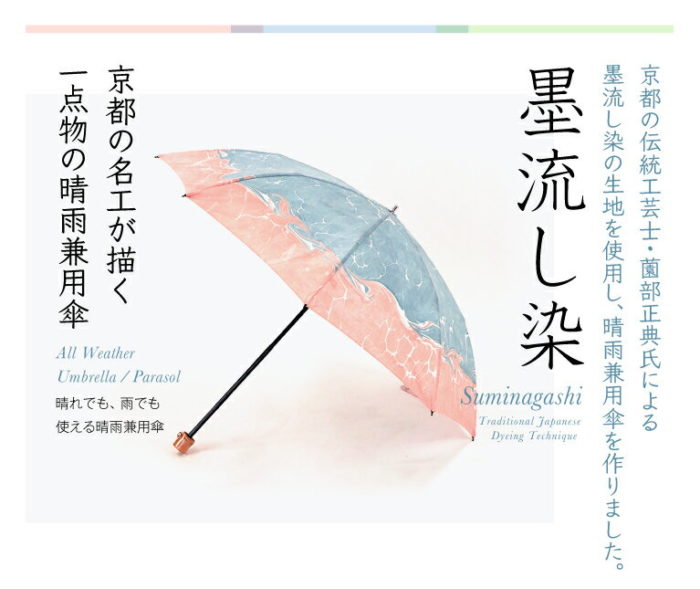 京都の伝統工芸士・薗部正典氏による
墨流し染の生地を使用し、晴雨兼用傘を作りました。
墨流し染
Suminagashi
Traditional Japanese
Dyeing Technique
京都の名工が描く
一点物の晴雨兼用傘
All Weather
Umbrella / Parasol
晴れでも、雨でも
使える晴雨兼用傘